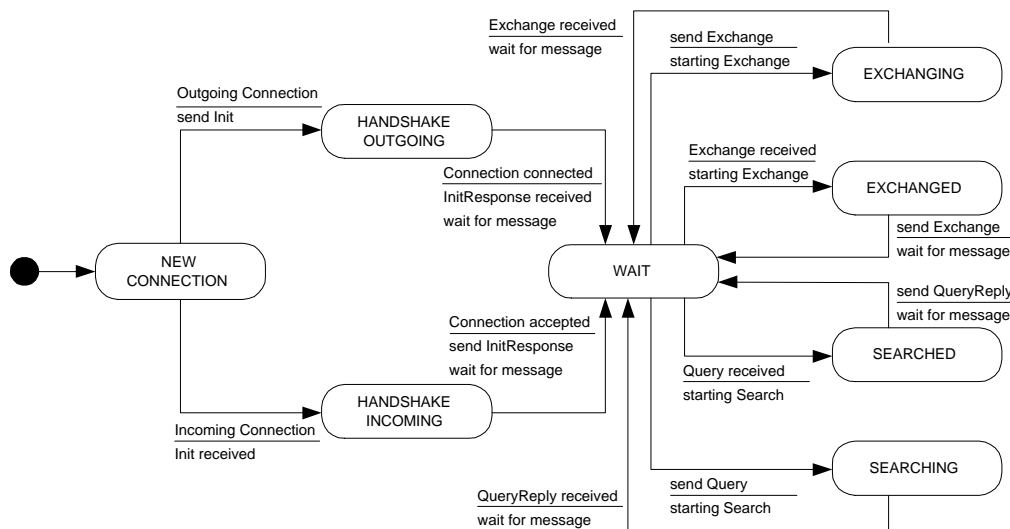 Exchange received
wait for message
send Exchange
starting Exchange
EXCHANGING
Outgoing Connection
send Init
HANDSHAKE
OUTGOING
Exchange received
starting Exchange
EXCHANGED
Connection connected
InitResponse received
wait for message
send Exchange
wait for message
NEW
CONNECTION
WAIT
send QueryReply
wait for message
Connection accepted
send InitResponse
wait for message
SEARCHED
Query received
starting Search
HANDSHAKE
INCOMING
Incoming Connection
Init received
SEARCHING
send Query
starting Search
QueryReply received
wait for message